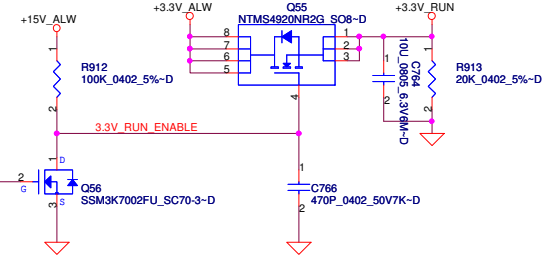 +15V_ALW
+3.3V_ALW
Q55
NTMS4920NR2G_SO8~D
+3.3V_RUN
8
7
6
5
1
2
3
4
1
R912
100K_0402_5%~D
2
1
C764
10U_0805_6.3V6M~D
2
1
R913
20K_0402_5%~D
2
3.3V_RUN_ENABLE
2
G
1
D
Q56
SSM3K7002FU_SC70-3~D
3
S
1
C766
470P_0402_50V7K~D
2